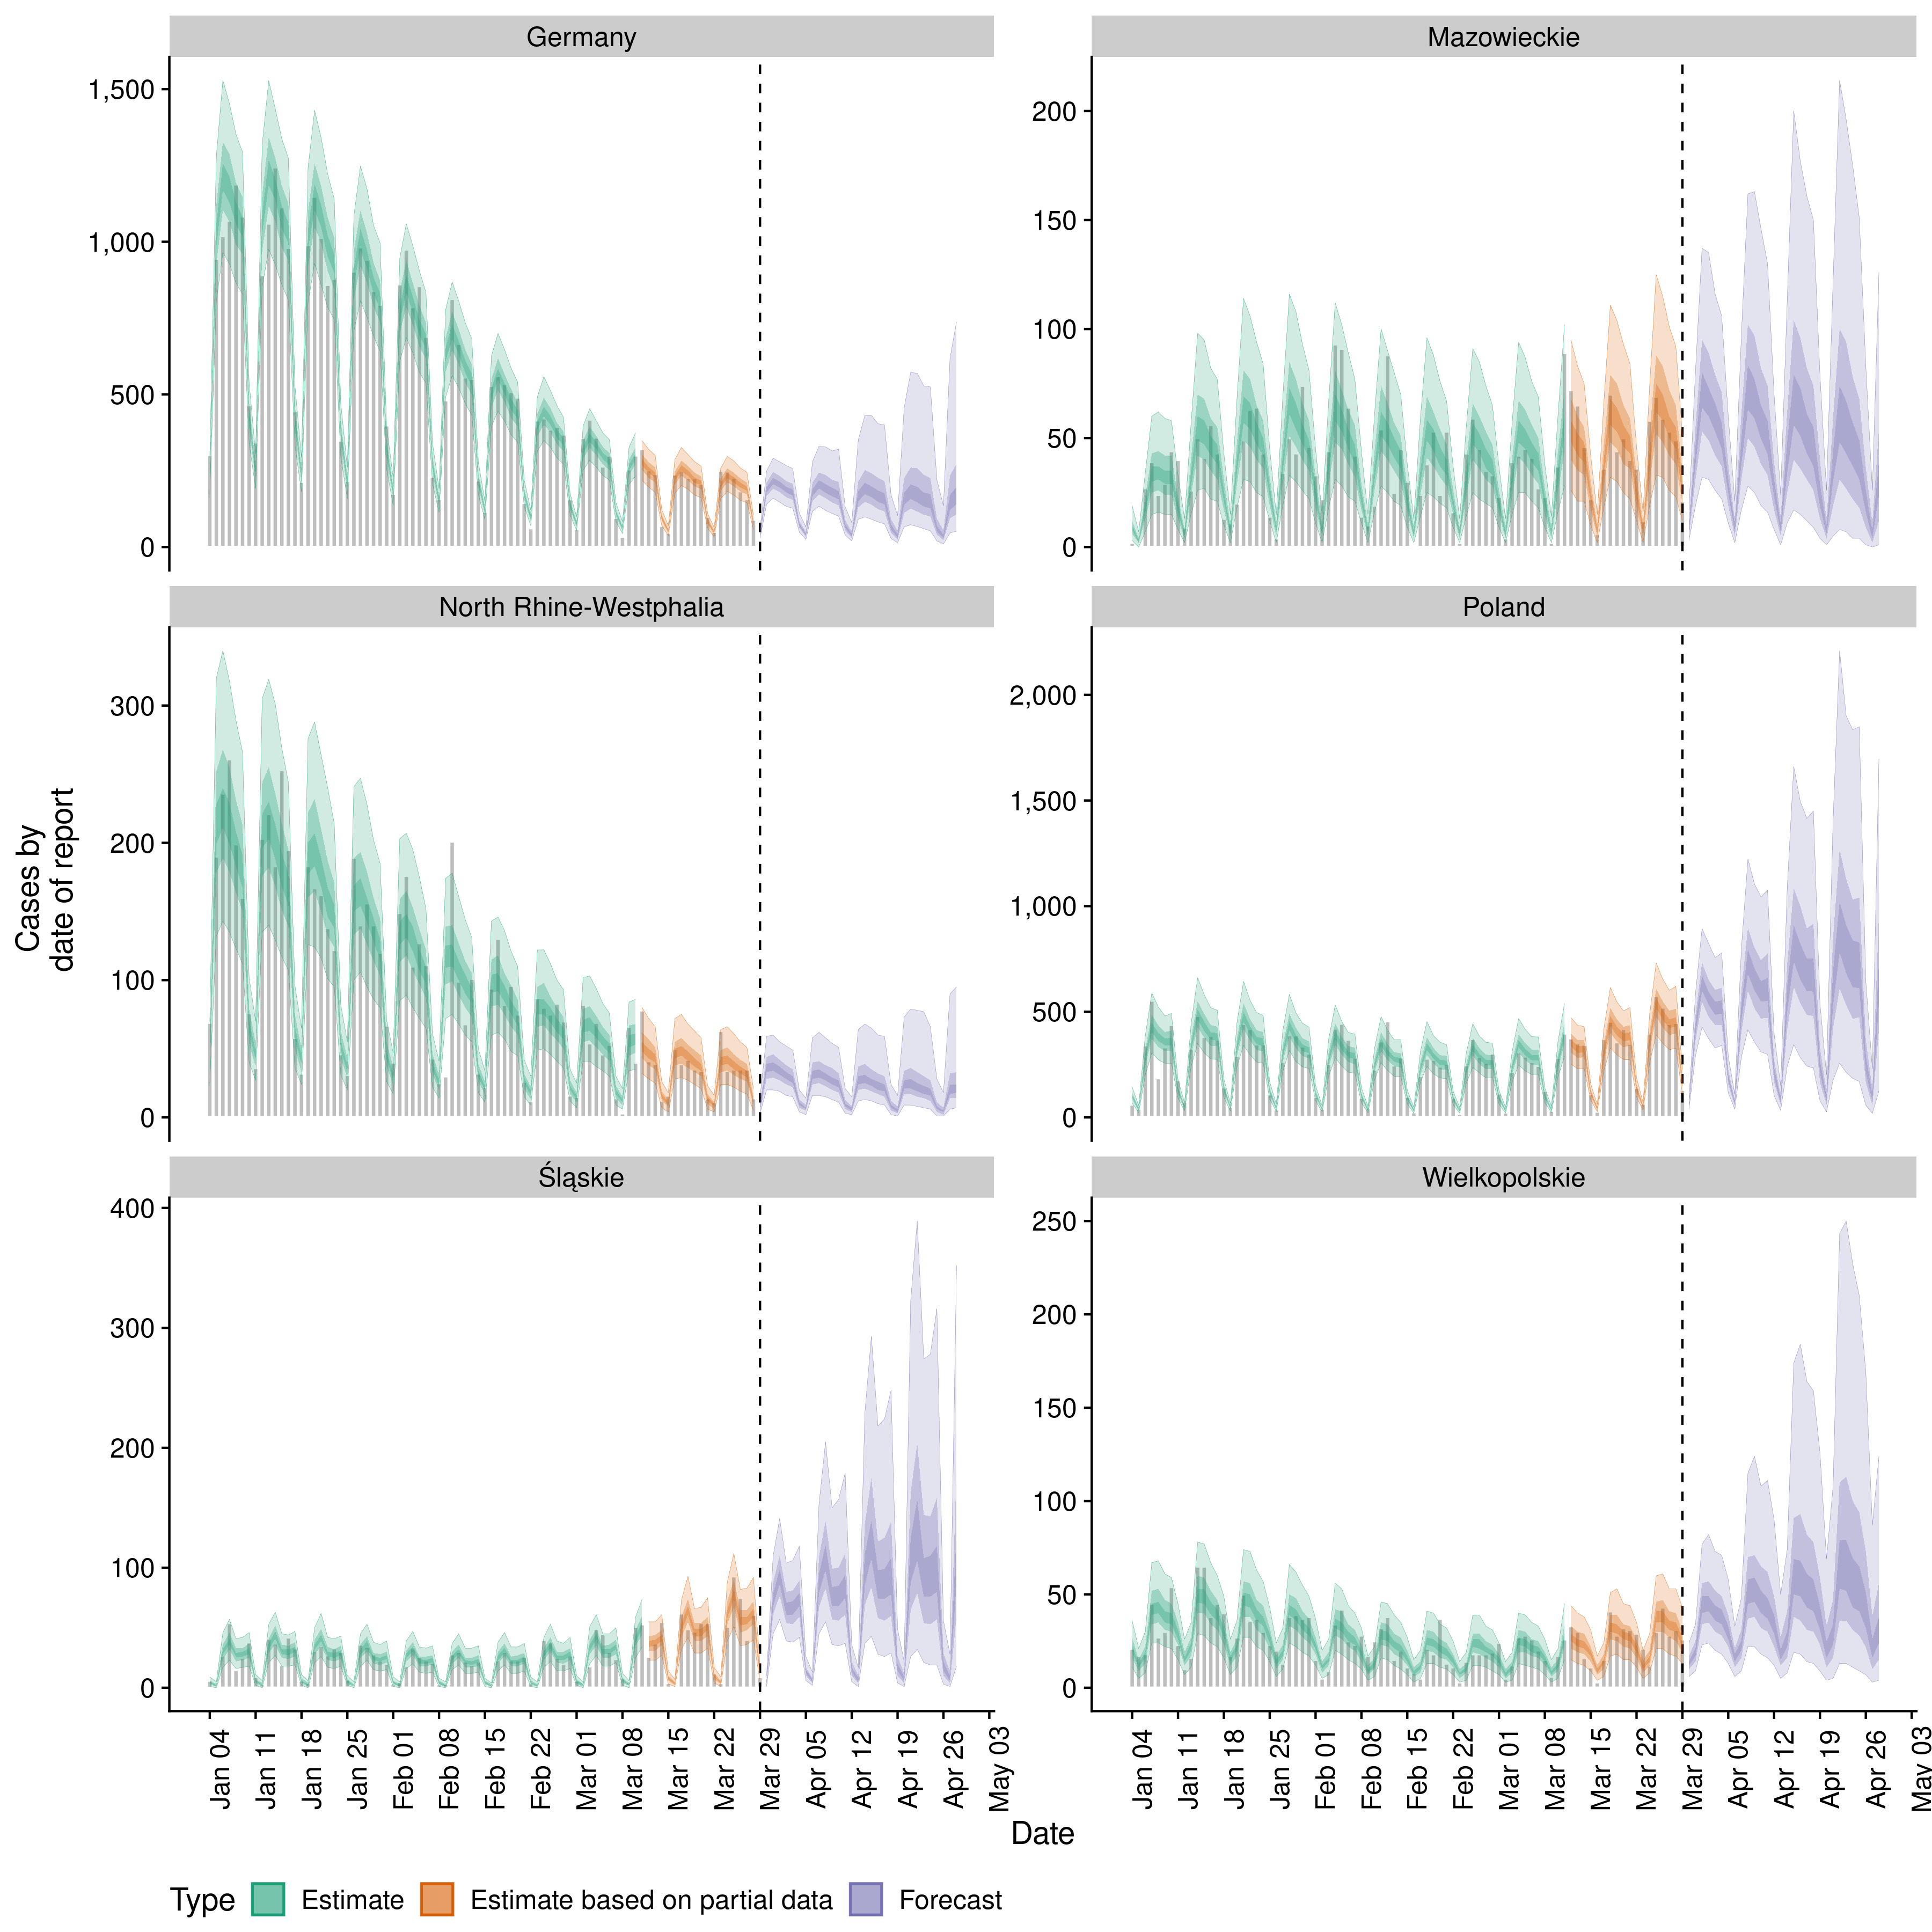 Germany
Mazowieckie
1,500
1,000
500
0
200
150
100
50
0
North Rhine-Westphalia
Poland
300
200
100
0
2,000
1,500
1,000
500
0
Cases by
date of report
Śląskie
Wielkopolskie
400
300
200
100
0
250
200
150
100
50
0
Jan 04
Jan 11
Jan 18
Jan 25
Feb 01
Feb 08
Feb 15
Feb 22
Mar 01
Mar 08
Mar 15
Mar 22
Mar 29
Apr 05
Apr 12
Apr 19
Apr 26
May 03
Jan 04
Jan 11
Jan 18
Jan 25
Feb 01
Feb 08
Feb 15
Feb 22
Mar 01
Mar 08
Mar 15
Mar 22
Mar 29
Apr 05
Apr 12
Apr 19
Apr 26
May 03
Date
Type Estimate Estimate based on partial data Forecast